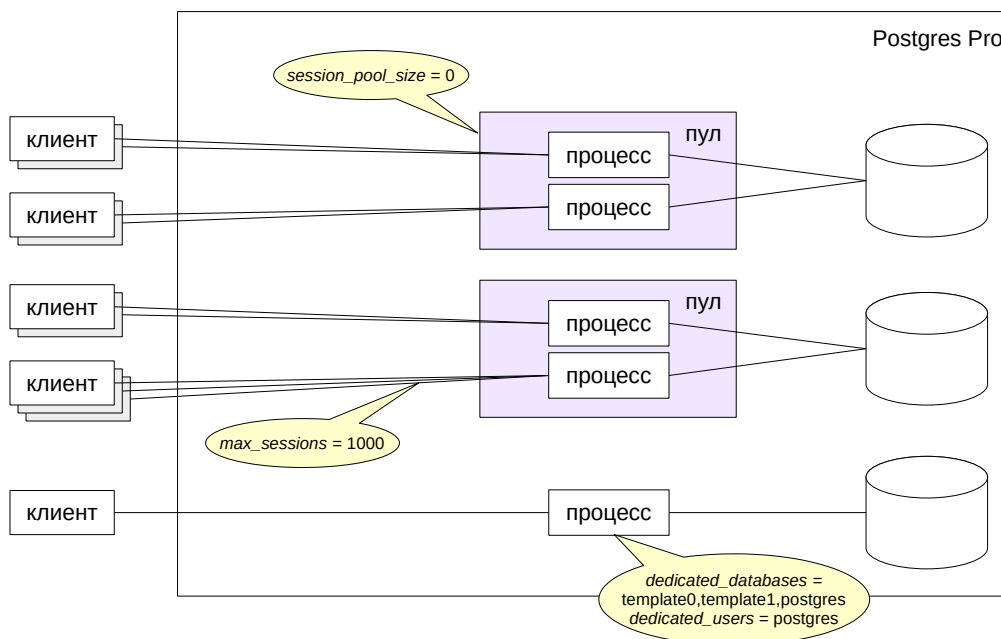 Postgres Pro
session_pool_size = 0
клиент
пул
процесс
клиент
процесс
клиент
пул
процесс
клиент
процесс
max_sessions = 1000
клиент
процесс
dedicated_databases =
template0,template1,postgres
dedicated_users = postgres